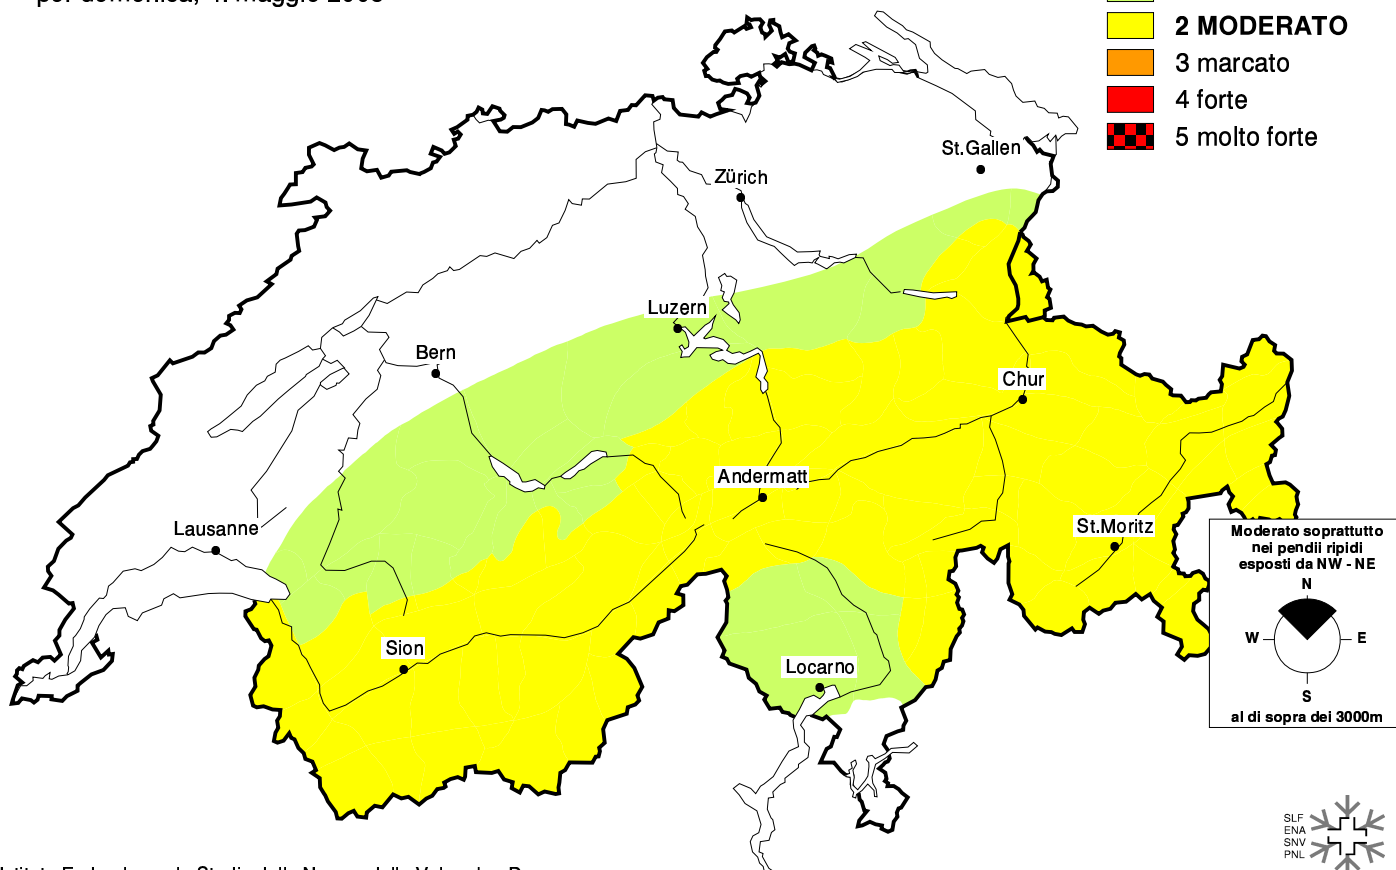 2 MODERATO
3 marcato
4 forte
5 molto forte
St.Gallen
Zürich
Luzern
Bern
Chur
Andermatt
Lausanne
St.Moritz
Sion
Locarno
Moderato soprattutto
nei pendii ripidi
esposti da NW - NE
N
W E
S
al di sopra dei 3000m
SLF
ENA
SNV
PNL